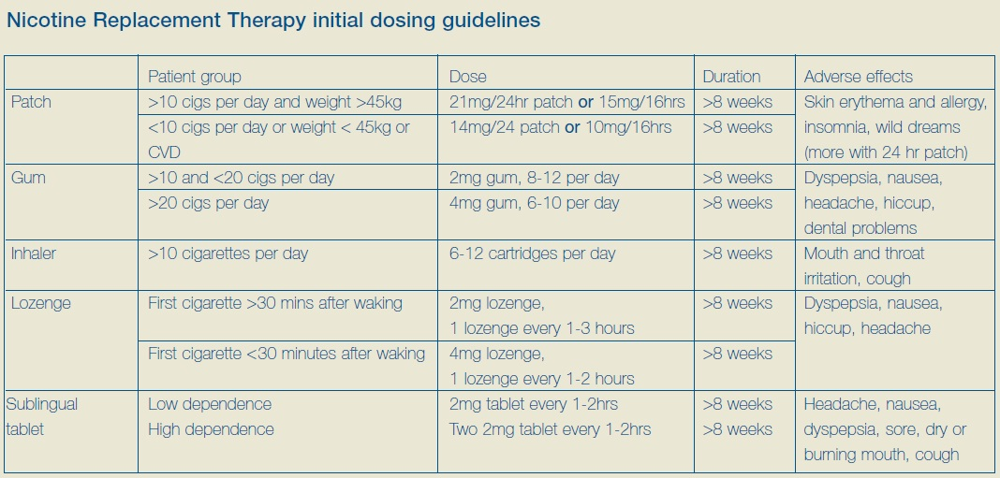 Nicotine Replacement Therapy initial dosing guidelines
Patient group Dose Duration Adverse effects
Patch >10 cigs per day and weight >45kg 21mg/24hr patch or 15mg/16hrs >8 weeks Skin erythema and allergy,
<10 cigs per day or weight < 45kg or 14mg/24 patch or 10mg/16hrs >8 weeks insomnia, wild dreams
CVD (more with 24 hr patch)
Gum >10 and <20 cigs per day 2mg gum, 8-12 per day >8 weeks Dyspepsia, nausea,
>20 cigs per day 4mg gum, 6-10 per day >8 weeks headache, hiccup,
dental problems
Inhaler >10 cigarettes per day 6-12 cartridges per day >8 weeks Mouth and throat
irritation, cough
Lozenge First cigarette >30 mins after waking 2mg lozenge, >8 weeks Dyspepsia, nausea,
1 lozenge every 1-3 hours hiccup, headache
First cigarette <30 minutes after waking 4mg lozenge, >8 weeks
1 lozenge every 1-2 hours
Sublingual Low dependence 2mg tablet every 1-2hrs >8 weeks Headache, nausea,
tablet High dependence Two 2mg tablet every 1-2hrs >8 weeks dyspepsia, sore, dry or
burning mouth, cough